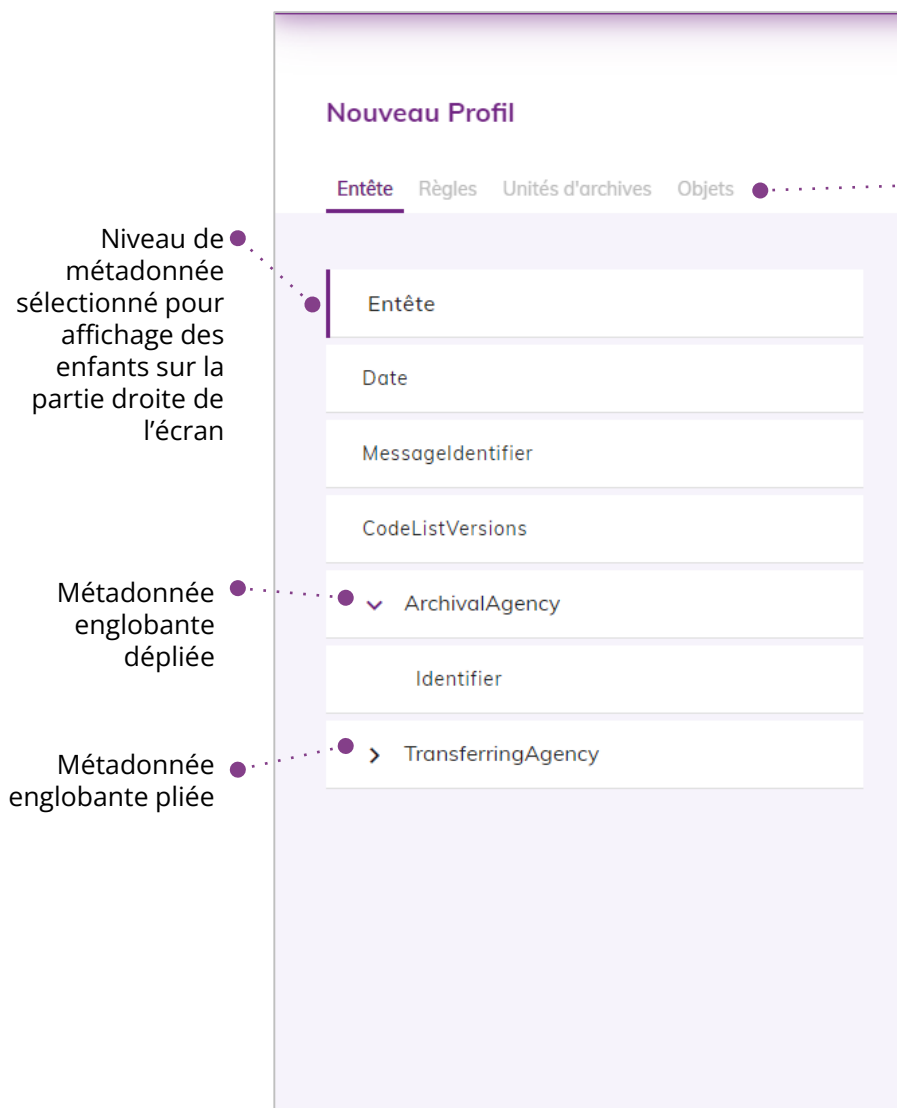 Nouveau Profil
Entête Règles Unités d'archives Objets
Niveau de
métadonnée
sélectionné pour
affichage des
enfants sur la
partie droite de
l'écran
Entête
Date
MessageIdentifier
CodeListVersions
Métadonnée
englobante
dépliée
ArchivalAgency
Identifier
Métadonnée
englobante pliée
TransferringAgency